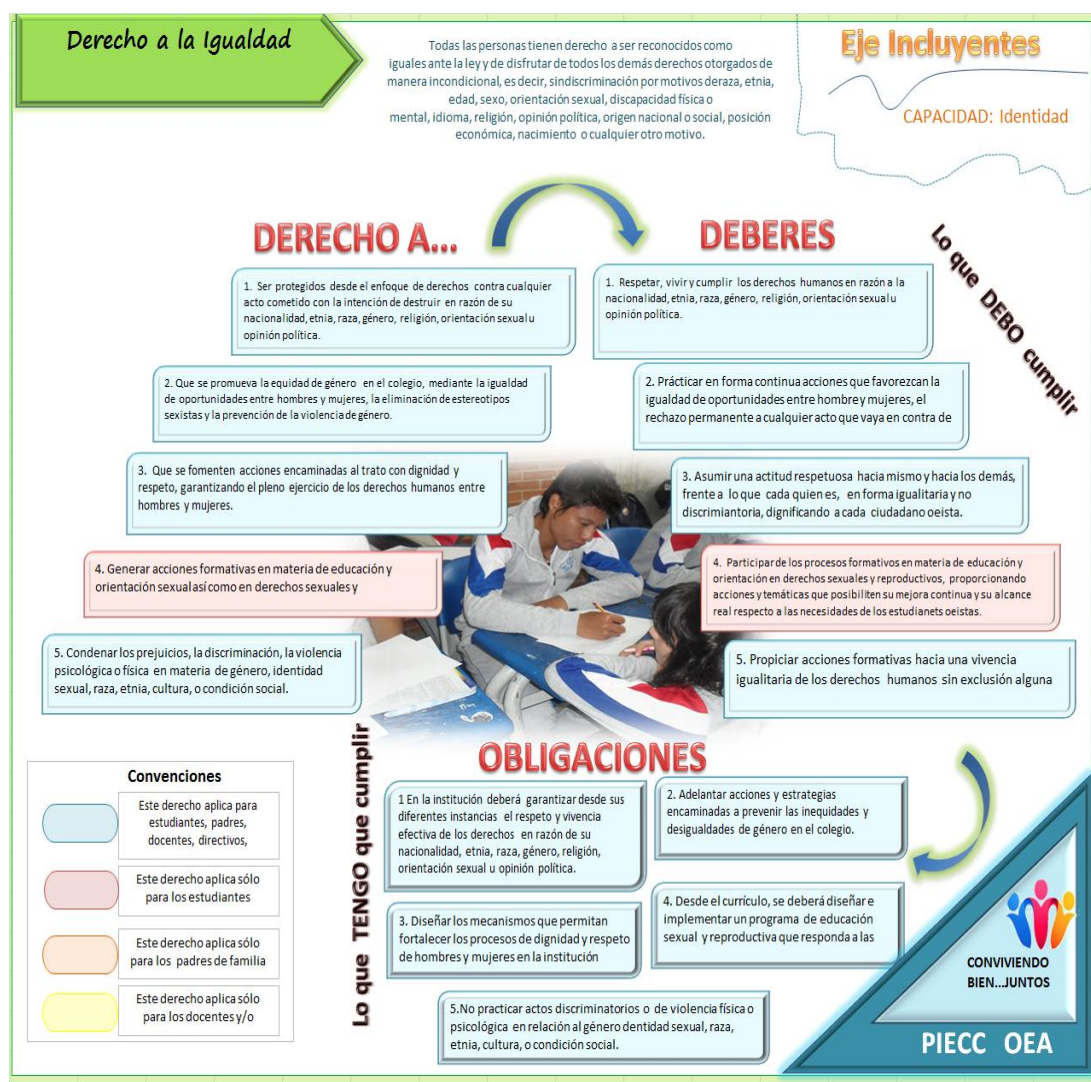 Derecho a la Igualdad
Todas las personas tienen derecho a ser reconocidos como
iguales ante la ley y de disfrutar de todos los demás derechos otorgados de
manera incondicional, es decir, sindiscriminación por motivos deraza, etnia,
edad, sexo, orientación sexual, discapacidad física o
mental, idioma, religión, opinión política, origen nacional o social, posición
económica, nacimiento o cualquier otro motivo.
Eje Incluyentes
CAPACIDAD: Identidad
DERECHO A...
1. Ser protegidos desde el enfoque de derechos contra cualquier
acto cometido con la intención de destruir en razón de su
nacionalidad, etnia, raza, género, religión, orientación sexual u
opinión política.
2. Que se promueva la equidad de género en el colegio, mediante la igualdad
de oportunidades entre hombres y mujeres, la eliminación de estereotipos
sexistas y la prevención de la violencia de género.
3. Que se fomenten acciones encaminadas al trato con dignidad y
respeto, garantizando el pleno ejercicio de los derechos humanos entre
hombres y mujeres.
4. Generar acciones formativas en materia de educación y
orientación sexual así como en derechos sexuales y
5. Condenar los prejuicios, la discriminación, la violencia
psicológica o física en materia de género, identidad
sexual, raza, etnia, cultura, o condición social.
DEBERES
Lo que DEBO cumplir
1. Respetar, vivir y cumplir los derechos humanos en razón a la
nacionalidad, etnia, raza, género, religión, orientación sexual u
opinión política.
2. Prácticar en forma continua acciones que favorezcan la
igualdad de oportunidades entre hombre y mujeres, el
rechazo permanente a cualquier acto que vaya en contra de
3. Asumir una actitud respetuosa hacia mismo y hacia los demás,
frente a lo que cada quien es, en forma igualitaria y no
discrimiantoria, dignificando a cada ciudadano oeista.
4. Participar de los procesos formativos en materia de educación y
orientación en derechos sexuales y reproductivos, proporcionando
acciones y temáticas que posibiliten su mejora continua y su alcance
real respecto a las necesidades de los estudianets oeistas.
5. Propiciar acciones formativas hacia una vivencia
igualitaria de los derechos humanos sin exclusión alguna
OBLIGACIONES
Lo que TENGO que cumplir
1 En la institución deberá garantizar desde sus
diferentes instancias el respeto y vivencia
efectiva de los derechos en razón de su
nacionalidad, etnia, raza, género, religión,
orientación sexual u opinión política.
2. Adelantar acciones y estrategias
encaminadas a prevenir las inequidades y
desigualdades de género en el colegio.
3. Diseñar los mecanismos que permitan
fortalecer los procesos de dignidad y respeto
de hombres y mujeres en la institución
4. Desde el currículo, se deberá diseñar e
implementar un programa de educación
sexual y reproductiva que responda a las
5.No practicar actos discriminatorios o de violencia física o
psicológica en relación al género dentidad sexual, raza,
etnia, cultura, o condición social.
Convenciones
Este derecho aplica para
estudiantes, padres,
docentes, directivos,
Este derecho aplica sólo
para los estudiantes
Este derecho aplica sólo
para los padres de familia
Este derecho aplica sólo
para los docentes y/o
CONVIVIENDO
BIEN...JUNTOS
PIECC OEA